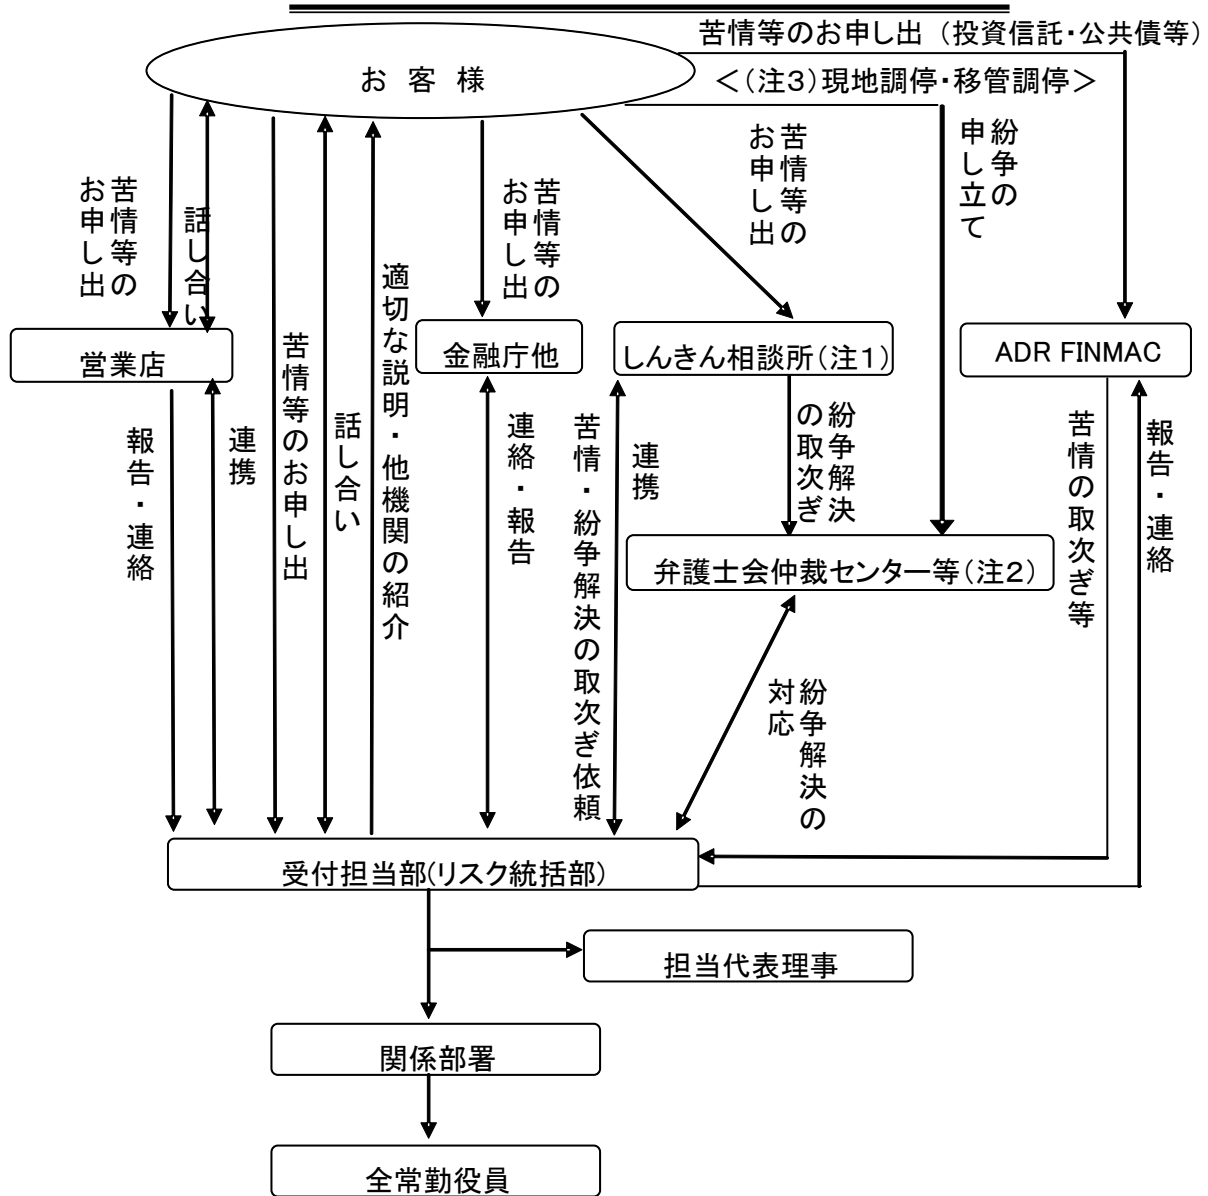 苦情等のお申し出（投資信託・公共債等）
お 客 様
＜（注３）現地調停・移管調停＞
苦情等の
お申し出
話し合い
苦情等のお申し出
話し合い
適切な説明・他機関の紹介
苦情等の
お申し出
苦情等の
お申し出
紛争の
申し立て
営業店
金融庁他
しんきん相談所（注１）
ADR FINMAC
報告・連絡
連携
連絡・報告
苦情・紛争解決の取次ぎ依頼
連携
紛争解決
の取次ぎ
苦情の取次ぎ等
報告・連絡
弁護士会仲裁センター等（注２）
紛争解決の
対応
受付担当部（リスク統括部）
担当代表理事
関係部署
全常勤役員